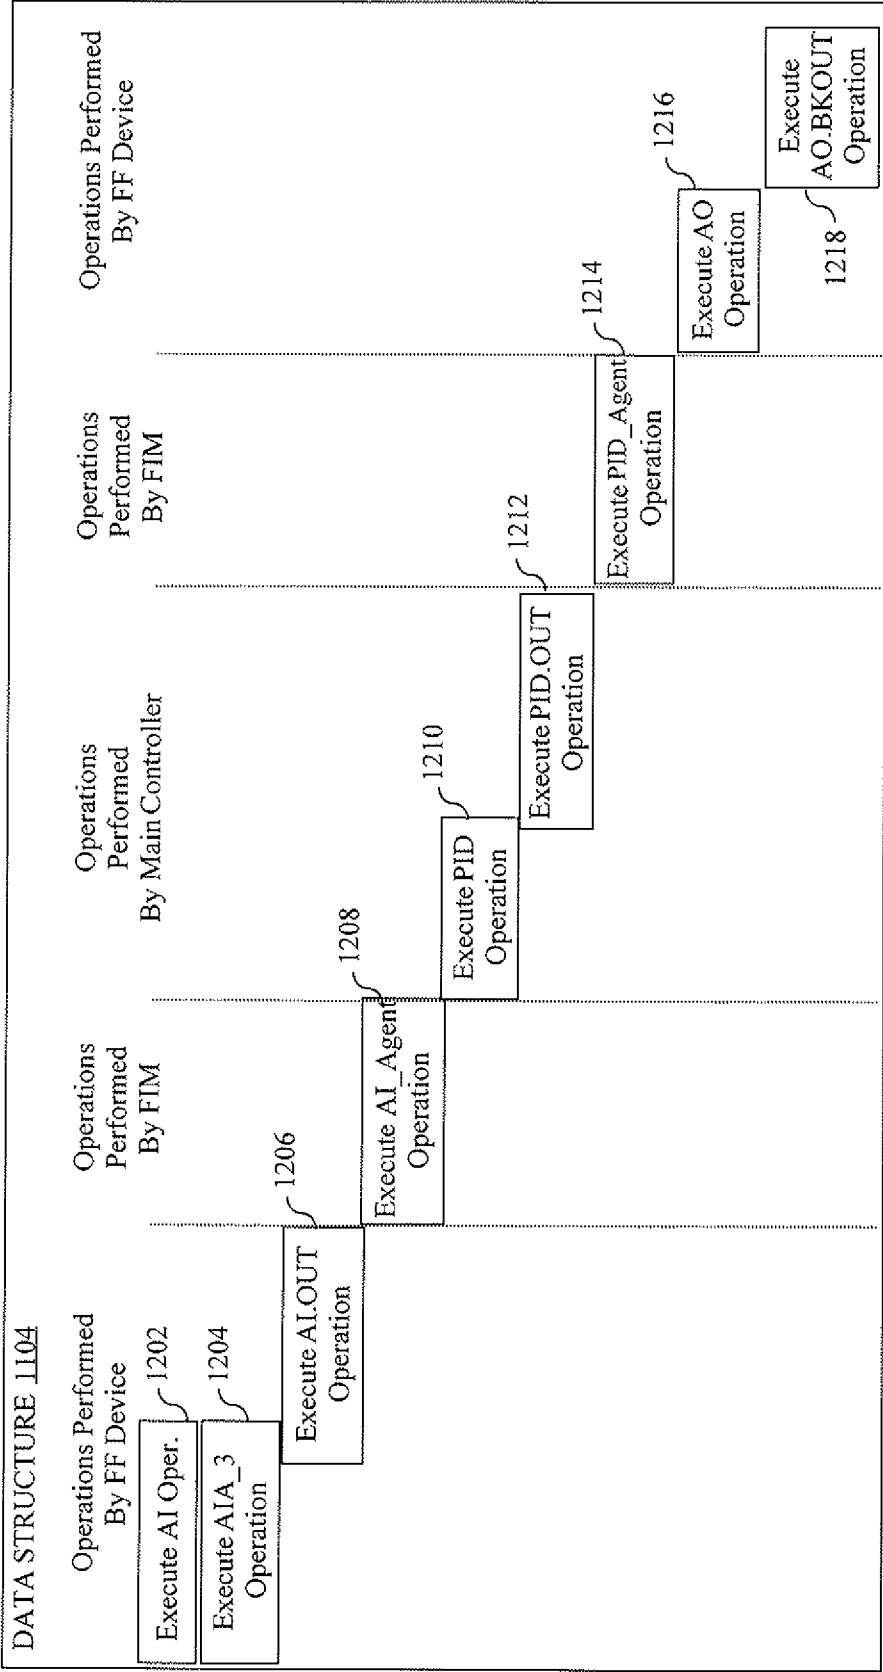 DATA STRUCTURE 1104
Operations Performed
By FF Device
Operations
Performed
By FIM
Operations
Performed
By Main Controller
Operations
Performed
By FIM
Operations Performed
By FF Device
Execute AI Oper.
1202
Execute AIA_3
Operation
1204
Execute AI.OUT
Operation
1206
Execute AI_Agent
Operation
1208
Execute PID
Operation
1210
Execute PID.OUT
Operation
1212
Execute PID_Agent
Operation
1214
Execute AO
Operation
1216
Execute
AO.BKOUT
Operation
1218